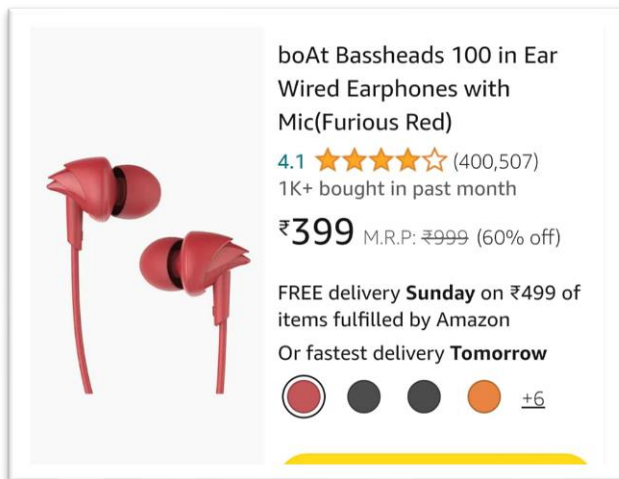 boAt Bassheads 100 in Ear
Wired Earphones with
Mic(Furious Red)
4.1 (400,507)
1K+ bought in past month
₹399 M.R.P: ₹999 (60% off)
FREE delivery Sunday on ₹499 of
items fulfilled by Amazon
Or fastest delivery Tomorrow
+6